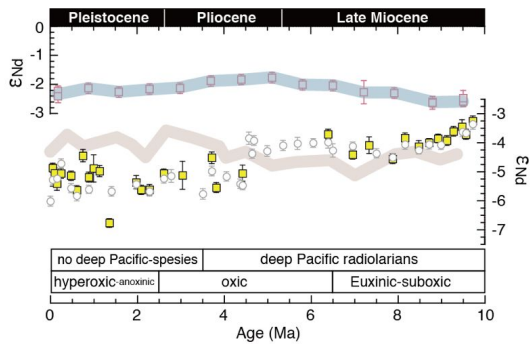 Pleistocene Pliocene Late Miocene
0
-1
-2
-3
εNd
-3
-4
-5
-6
-7
εNd
no deep Pacific-spesies deep Pacific radiolarians
hyperoxic-anoxinic oxic Euxinic-suboxic
0 2 4 6 8 10
Age (Ma)